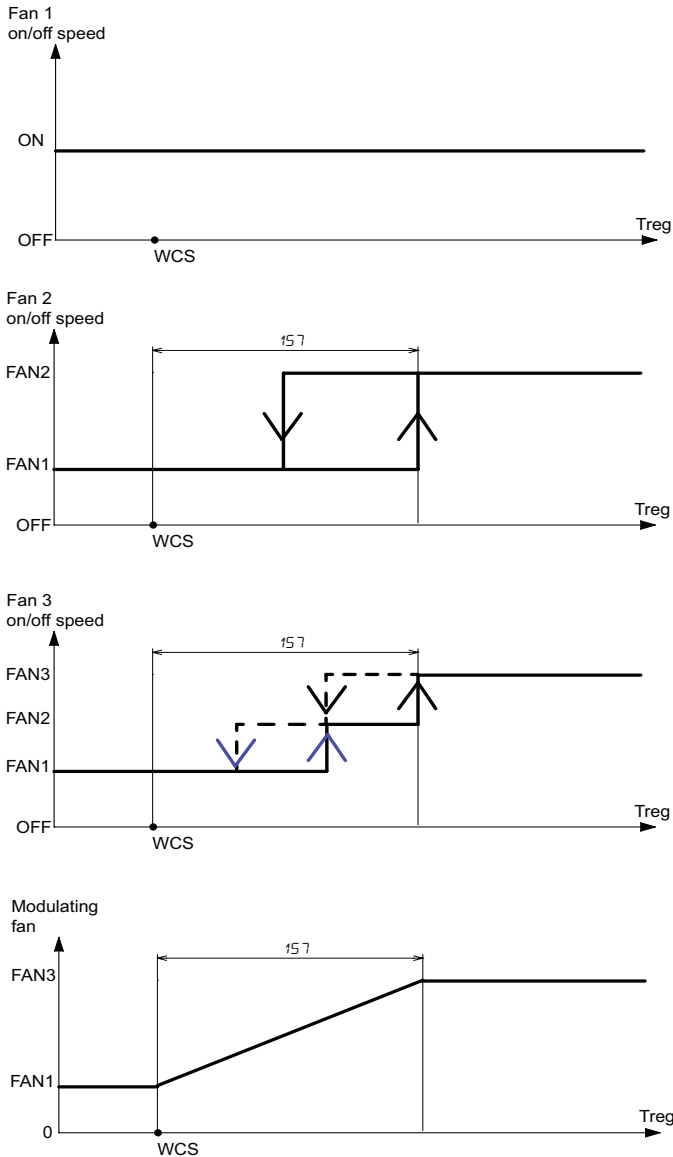 Fan 1
on/off speed
ON
OFF
Treg
WCS
Fan 2
on/off speed
157
FAN2
FAN1
OFF
Treg
WCS
Fan 3
on/off speed
157
FAN3
FAN2
FAN1
OFF
Treg
WCS
Modulating
fan
157
FAN3
FAN1
0
Treg
WCS